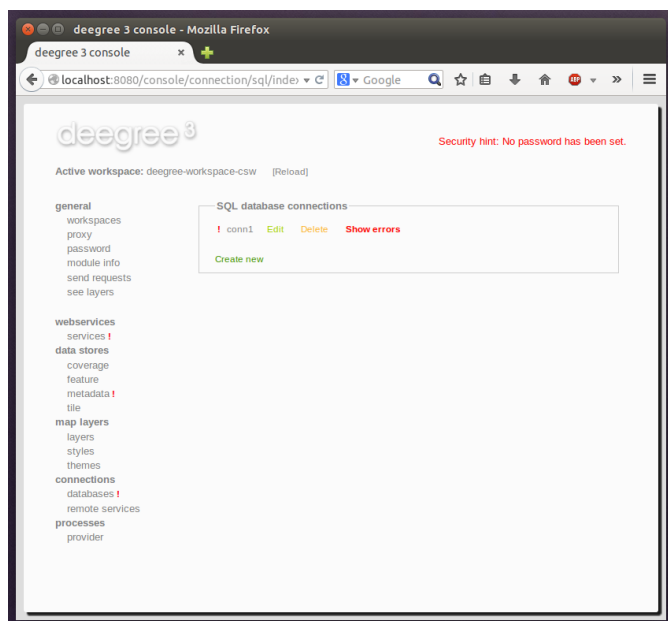 deegree 3 console - Mozilla Firefox
deegree 3 console
localhost:8080/console/connection/sql/inde
Google
ABP
deegree 3
Security hint: No password has been set.
Active workspace: deegree-workspace-csw [Reload]
general
workspaces
proxy
password
module info
send requests
see layers
SQL database connections
! conn1 Edit Delete Show errors
Create new
webservices
services !
data stores
coverage
feature
metadata !
tile
map layers
layers
styles
themes
connections
databases !
remote services
processes
provider